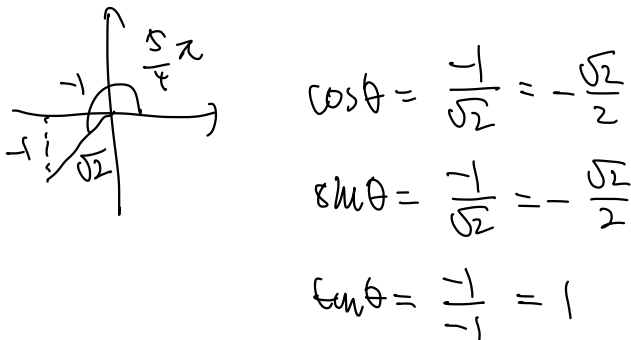 5/4 π
-1
-1
√2
cosθ = -1/√2 = -√2/2
sinθ = -1/√2 = -√2/2
tanθ = -1/-1 = 1